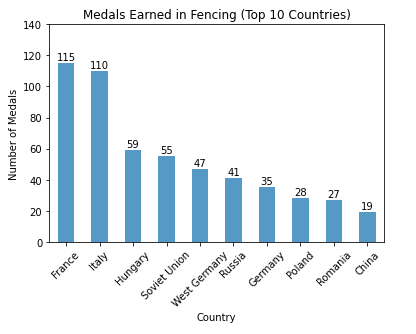 Medals Earned in Fencing (Top 10 Countries)
Number of Medals
140
120
100
80
60
40
20
0
115
110
59
55
47
41
35
28
27
19
France
Italy
Hungary
Soviet Union
West Germany
Russia
Germany
Poland
Romania
China
Country